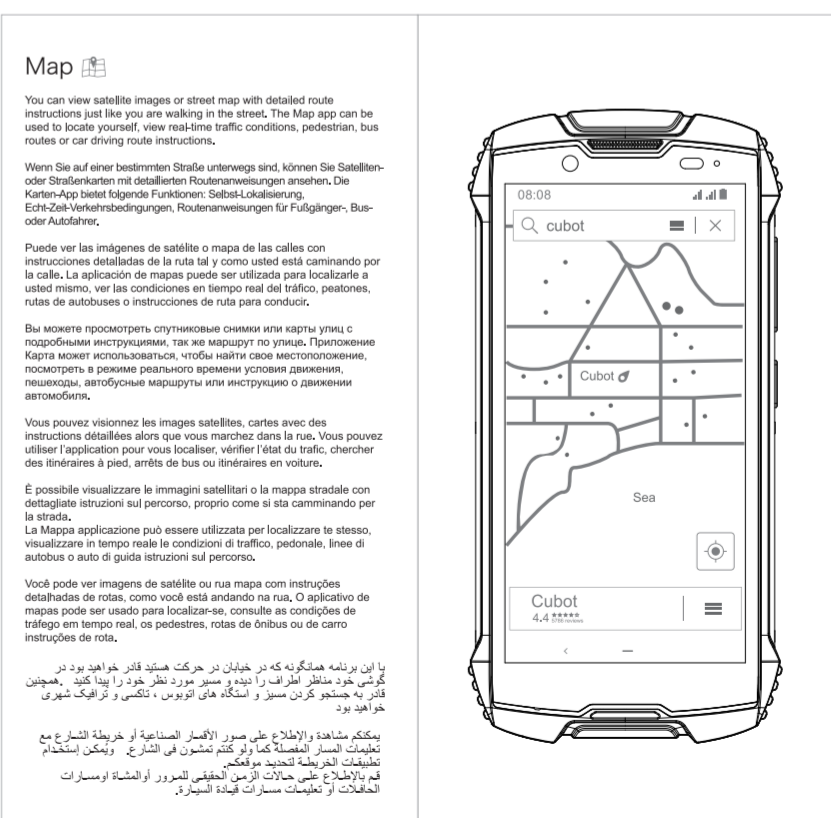 Map
You can view satellite images or street map with detailed route
instructions just like you are walking in the street. The Map app can be
used to locate yourself, view real-time traffic conditions, pedestrian, bus
routes or car driving route instructions.
Wenn Sie auf einer bestimmten Straße unterwegs sind, können Sie Satelliten-
oder Straßenkarten mit detaillierten Routenanweisungen ansehen. Die
Karten-App bietet folgende Funktionen: Selbst-Lokalisierung,
Echt-Zeit-Verkehrsbedingungen, Routenanweisungen für Fußgänger-, Bus-
oder Autofahrer.
Puede ver las imágenes de satélite o mapa de las calles con
instrucciones detalladas de la ruta tal y como usted está caminando por
la calle. La aplicación de mapas puede ser utilizada para localizarle a
usted mismo, ver las condiciones en tiempo real del tráfico, peatones,
rutas de autobuses o instrucciones de ruta para conducir.
Вы можете просмотреть спутниковые снимки или карты улиц с
подробными инструкциями, так же маршрут по улице. Приложение
Карта может использоваться, чтобы найти свое местоположение,
посмотреть в режиме реального времени условия движения,
пешеходы, автобусные маршруты или инструкцию о движении
автомобиля.
Vous pouvez visionnez les images satellites, cartes avec des
instructions détaillées alors que vous marchez dans la rue. Vous pouvez
utiliser l'application pour vous localiser, vérifier l'état du trafic, chercher
des itinéraires à pied, arrêts de bus ou itinéraires en voiture.
È possibile visualizzare le immagini satellitari o la mappa stradale con
dettagliate istruzioni sul percorso, proprio come si sta camminando per
la strada.
La Mappa applicazione può essere utilizzata per localizzare te stesso,
visualizzare in tempo reale le condizioni di traffico, pedonale, linee di
autobus o auto di guida istruzioni sul percorso.
Você pode ver imagens de satélite ou rua mapa com instruções
detalhadas de rotas, como você está andando na rua. O aplicativo de
mapas pode ser usado para localizar-se, consulte as condições de
tráfego em tempo real, os pedestres, rotas de ônibus ou de carro
instruções de rota.
با این برنامه همانگونه که در خیابان در حرکت هستید قادر خواهید بود در
گوشی خود مناظر اطراف را دیده و مسیر مورد نظر خود را پیدا کنید .همچنین
قادر به جستجو کردن مسیز و استگاه های اتوبوس ، تاکسی و ترافیک شهری
خواهید بود
يمكنكم مشاهدة والإطلاع على صور الأقمار الصناعية أو خريطة الشارع مع
تعليمات المسار المفصلة كما ولو كنتم تمشون فى الشارع. ويمكن إستخدام
تطبيقات الخريطة لتحديد موقعكم.
قم بالإطلاع على حالات الزمن الحقيقى للمرور أوالمشاة اومسارات
الحافلات أو تعليمات مسارات قيادة السيارة.
08:08
cubot
Cubot
Sea
Cubot
4.4 ★★★★★
5786 reviews